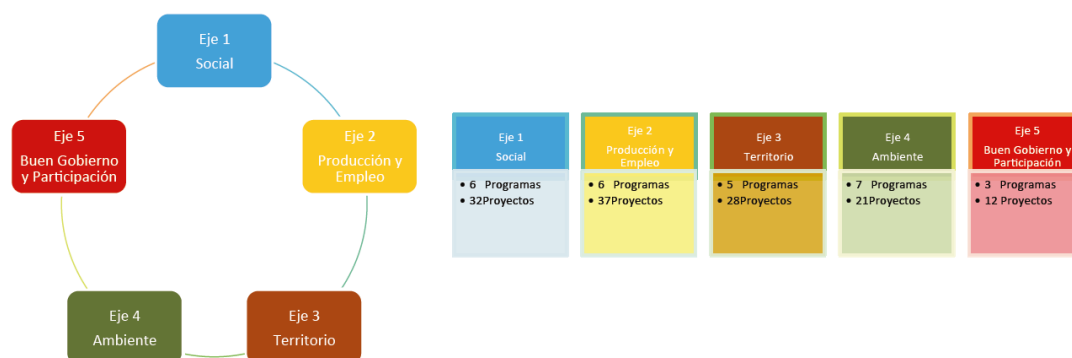 Eje 1
Social
Eje 2
Producción y
Empleo
Eje 3
Territorio
Eje 4
Ambiente
Eje 5
Buen Gobierno
y Participación
Eje 1
Social
• 6 Programas
• 32Proyectos
Eje 2
Producción y
Empleo
• 6 Programas
• 37Proyectos
Eje 3
Territorio
• 5 Programas
• 28Proyectos
Eje 4
Ambiente
• 7 Programas
• 21Proyectos
Eje 5
Buen Gobierno y
Participación
• 3 Programas
• 12 Proyectos